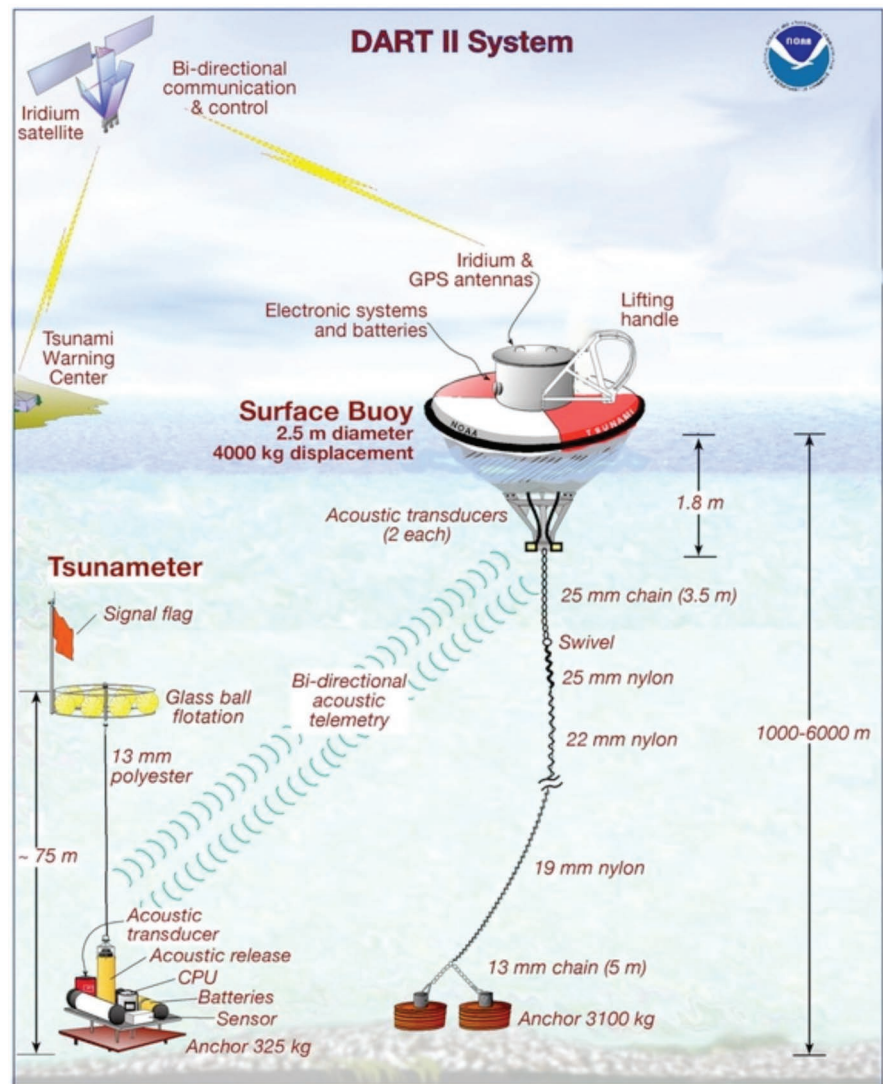 DART II System
NOAA
Iridium
satellite
Bi-directional
communication
& control
Iridium &
GPS antennas
Electronic systems
and batteries
Lifting
handle
Tsunami
Warning
Center
Surface Buoy
2.5 m diameter
4000 kg displacement
NOAA
TSUNAMI
1.8 m
Acoustic transducers
(2 each)
Tsunameter
Signal flag
25 mm chain (3.5 m)
Swivel
25 mm nylon
Bi-directional
acoustic
telemetry
Glass ball
flotation
22 mm nylon
1000-6000 m
13 mm
polyester
~ 75 m
19 mm nylon
Acoustic
transducer
Acoustic release
CPU
Batteries
Sensor
Anchor 325 kg
13 mm chain (5 m)
Anchor 3100 kg